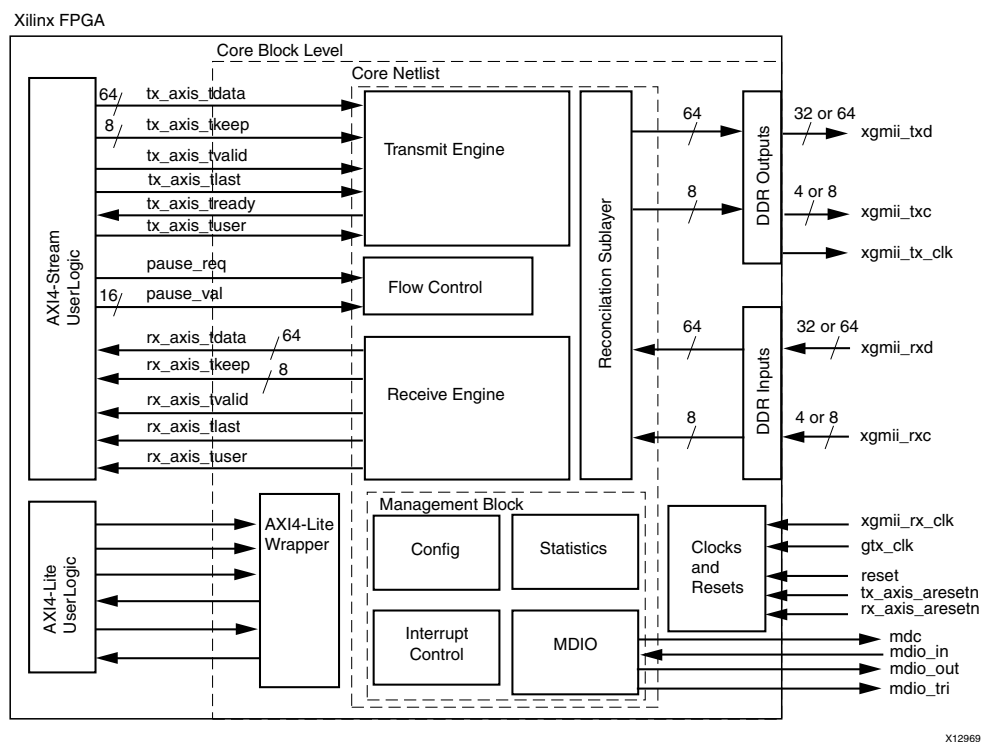 Xilinx FPGA
Core Block Level
Core Netlist
64
tx_axis_tdata
8
tx_axis_tkeep
tx_axis_tvalid
tx_axis_tlast
tx_axis_tready
tx_axis_tuser
pause_req
16
pause_val
rx_axis_tdata
64
rx_axis_tkeep
8
rx_axis_tvalid
rx_axis_tlast
rx_axis_tuser
AXI4-Stream
UserLogic
Transmit Engine
Flow Control
Receive Engine
Reconcilation Sublayer
64
8
64
8
DDR Outputs
DDR Inputs
32 or 64
xgmii_txd
4 or 8
xgmii_txc
xgmii_tx_clk
32 or 64
xgmii_rxd
4 or 8
xgmii_rxc
AXI4-Lite
UserLogic
AXI4-Lite
Wrapper
Management Block
Config
Statistics
Interrupt
Control
MDIO
Clocks
and
Resets
xgmii_rx_clk
gtx_clk
reset
tx_axis_aresetn
rx_axis_aresetn
mdc
mdio_in
mdio_out
mdio_tri
X12969